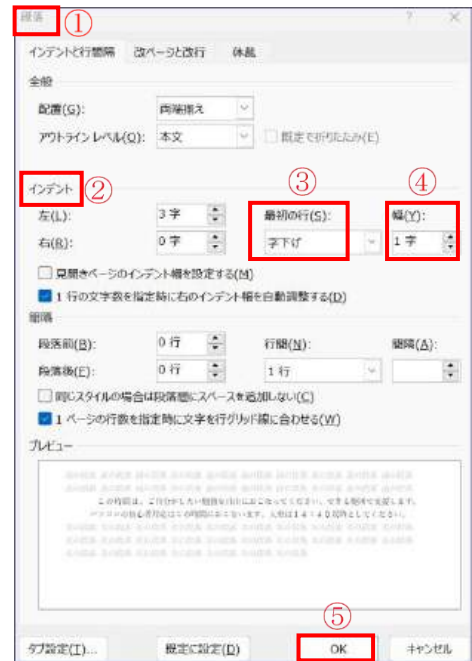 段落 ① ? ×
インデントと行間隔 改ページと改行 体裁
全般
配置(G): 両端揃え
アウトライン レベル(O): 本文 既定で折りたたみ(E)
インデント ② ③ ④
左(L): 3 字 最初の行(S): 幅(Y):
右(R): 0 字 字下げ 1 字
見開きページのインデント幅を設定する(M)
1 行の文字数を指定時に右のインデント幅を自動調整する(D)
間隔
段落前(B): 0 行 行間(N): 間隔(A):
段落後(F): 0 行 1 行
同じスタイルの場合は段落間にスペースを追加しない(C)
1 ページの行数を指定時に文字を行グリッド線に合わせる(W)
プレビュー
⑤
タブ設定(T)... 既定に設定(D) OK キャンセル